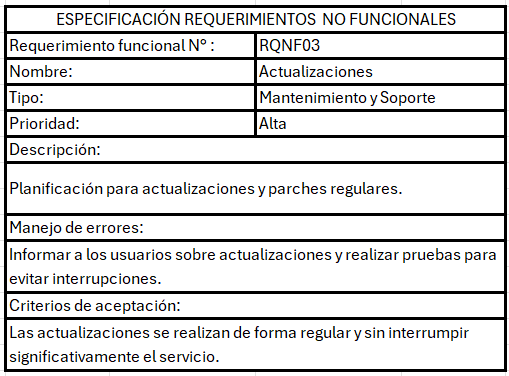 ESPECIFICACIÓN REQUERIMIENTOS  NO FUNCIONALES
Requerimiento funcional N° : RQNF03
Nombre: Actualizaciones
Tipo: Mantenimiento y Soporte
Prioridad: Alta
Descripción:
Planificación para actualizaciones y parches regulares.
Manejo de errores:
Informar a los usuarios sobre actualizaciones y realizar pruebas para
evitar interrupciones.
Criterios de aceptación:
Las actualizaciones se realizan de forma regular y sin interrumpir
significativamente el servicio.